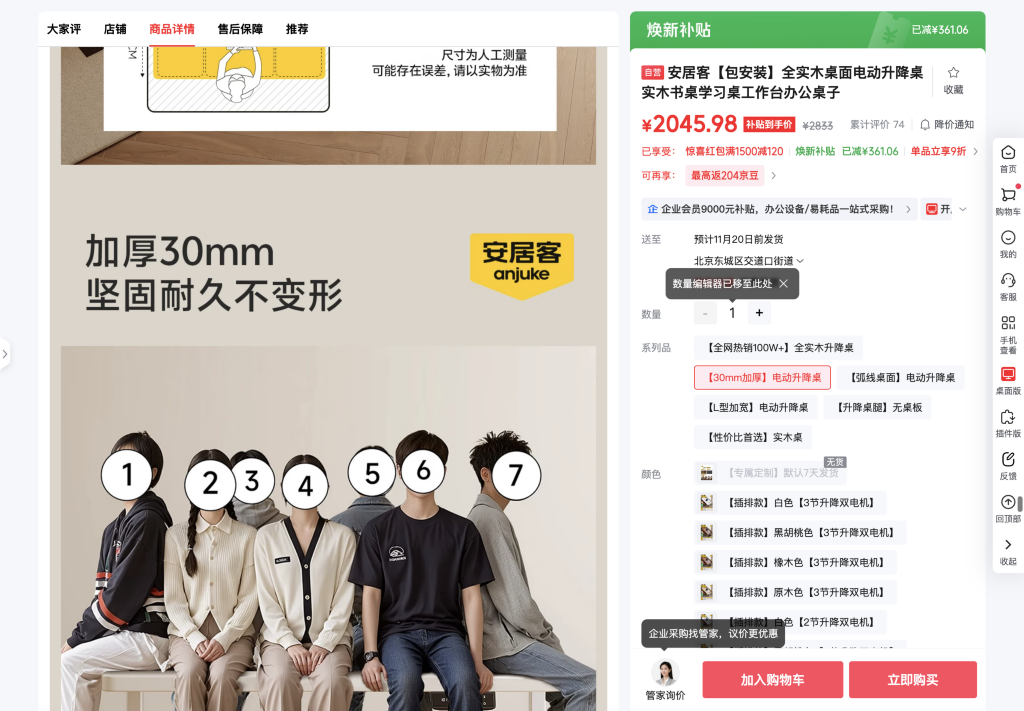 大家评
店铺
商品详情
售后保障
推荐
CM
尺寸为人工测量
可能存在误差，请以实物为准
加厚30mm
坚固耐久不变形
安居客
anjuke
1
2
3
4
5
6
7
焕新补贴
已减¥361.06
自营 安居客【包安装】全实木桌面电动升降桌
实木书桌学习桌工作台办公桌子
收藏
¥2045.98 补贴到手价 ¥2833 累计评价 74 降价通知
已享受： 惊喜红包满1500减120 焕新补贴 已减¥361.06 单品立享9折
可再享： 最高返204京豆
企业会员9000元补贴，办公设备/易耗品一站式采购！
开.
送至 预计11月20日前发货
北京东城区交道口街道
数量编辑器已移至此处
数量 - 1 +
系列品 【全网热销100W+】全实木升降桌
【30mm加厚】电动升降桌 【弧线桌面】电动升降桌
【L型加宽】电动升降桌 【升降桌腿】无桌板
【性价比首选】实木桌
无货
颜色 【专属定制】默认7天发货
【插排款】白色【3节升降双电机】
【插排款】黑胡桃色【3节升降双电机】
【插排款】橡木色【3节升降双电机】
【插排款】原木色【3节升降双电机】
【插排款】白色【2节升降双电机】
企业采购找管家，议价更优惠
管家询价
加入购物车
立即购买
首页
购物车
我的
客服
手机
查看
桌面版
插件版
反馈
回顶部
收起